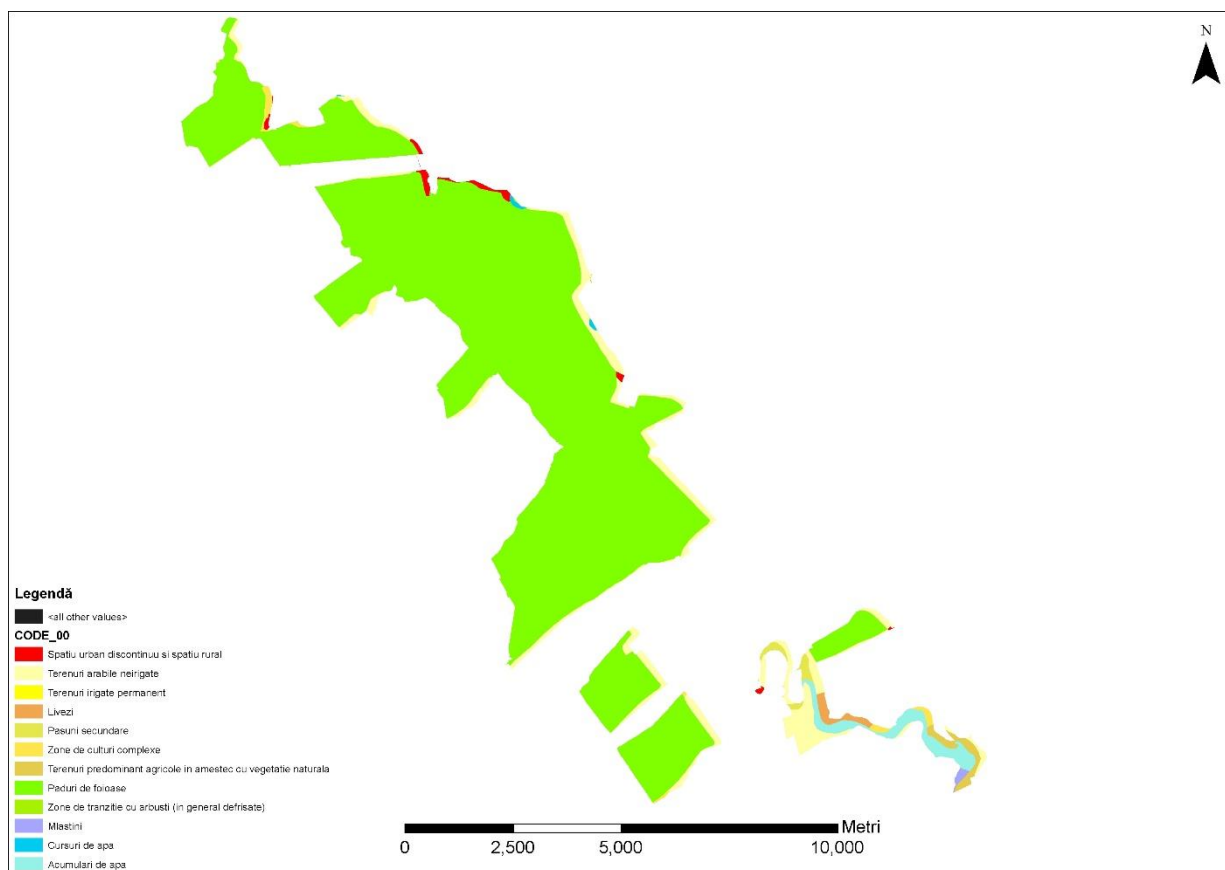 N
Legendă
<all other values>
CODE_00
Spatiu urban discontinuu si spatiu rural
Terenuri arabile neirigate
Terenuri irigate permanent
Livezi
Pasuni secundare
Zone de culturi complexe
Terenuri predominant agricole in amestec cu vegetatie naturala
Paduri de foioase
Zone de tranzitie cu arbusti (in general defrisate)
Mlastini
Cursuri de apa
Acumulari de apa
Metri
0 2,500 5,000 10,000